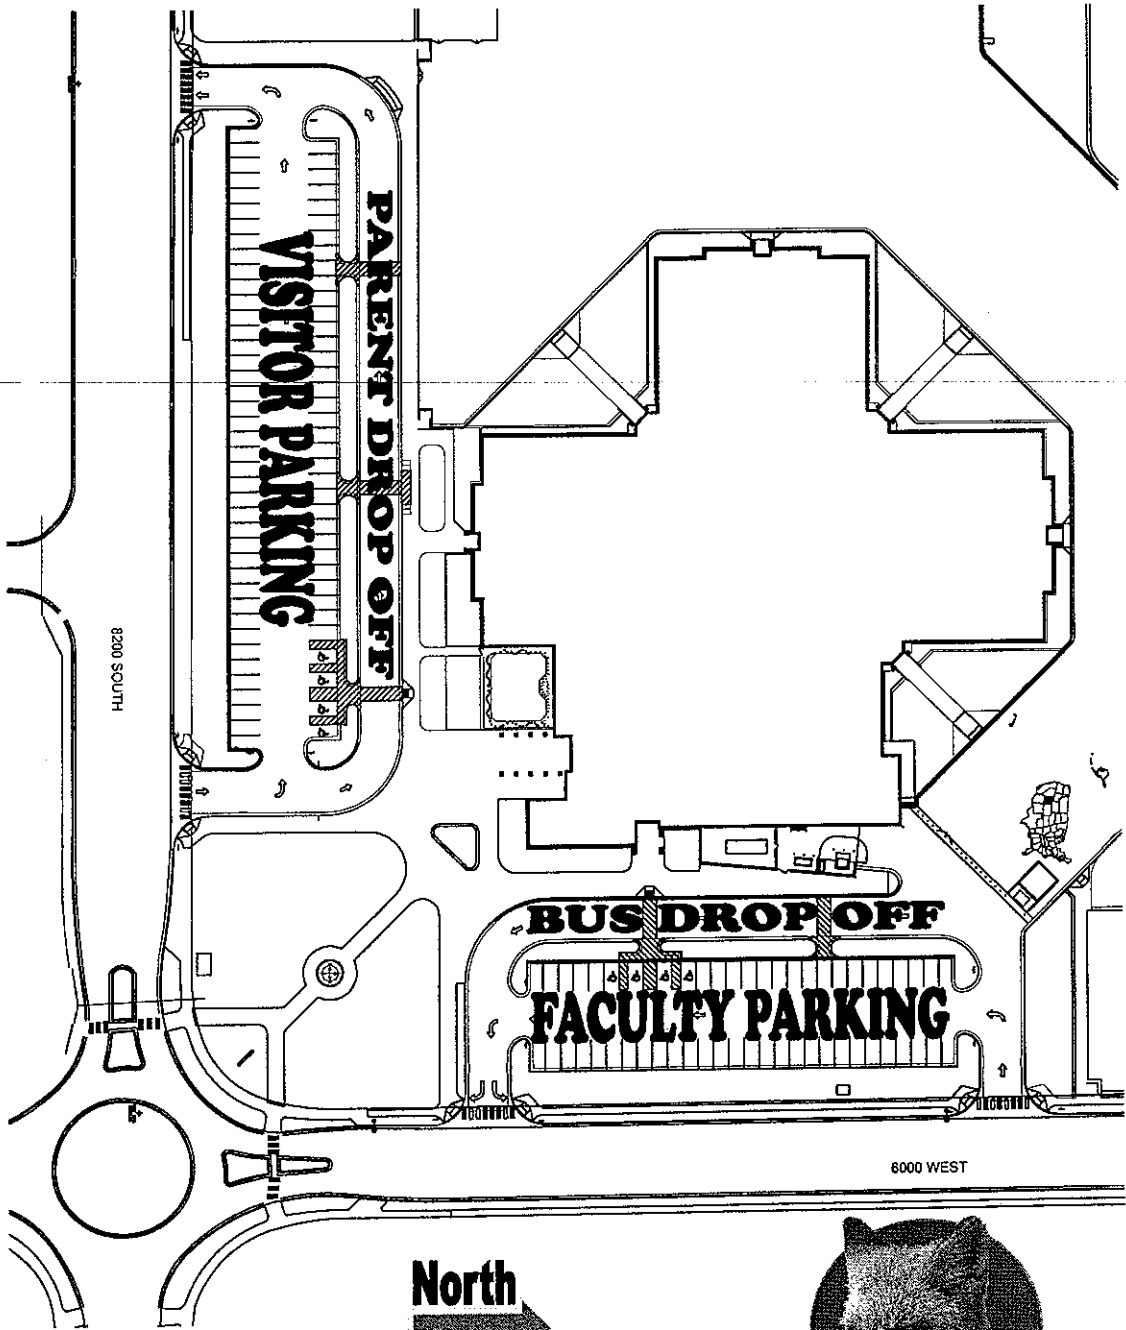 PARENT DROP OFF
VISITOR PARKING
8200 SOUTH
BUS DROP OFF
FACULTY PARKING
6000 WEST
North